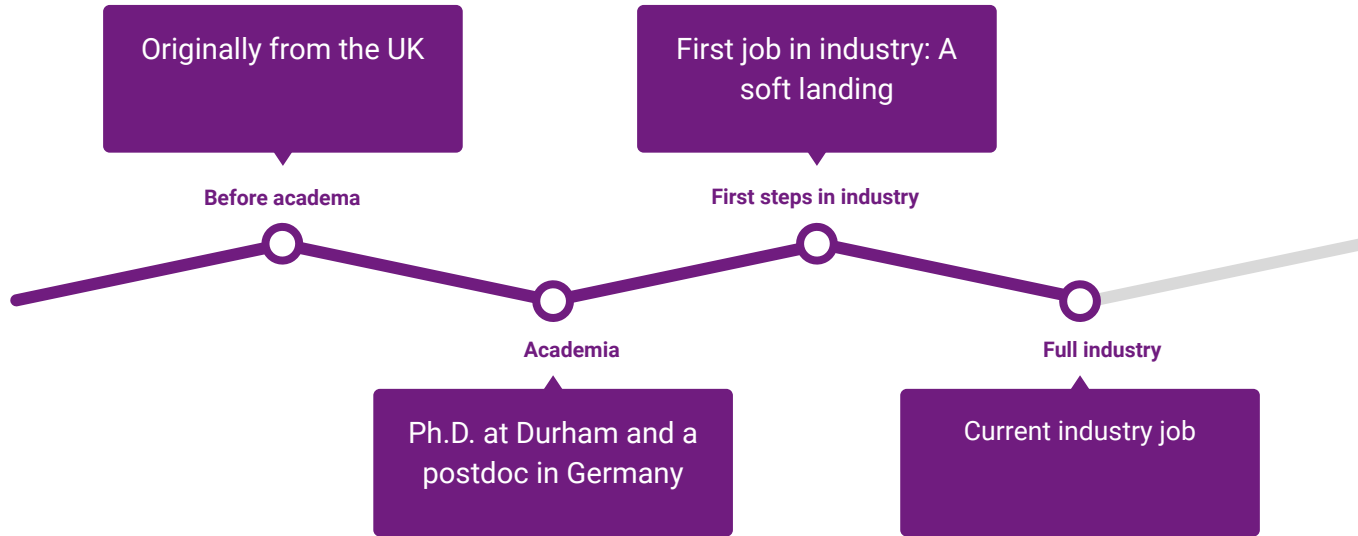 Originally from the UK
Before academa
Ph.D. at Durham and a
postdoc in Germany
Academia
First job in industry: A
soft landing
First steps in industry
Current industry job
Full industry